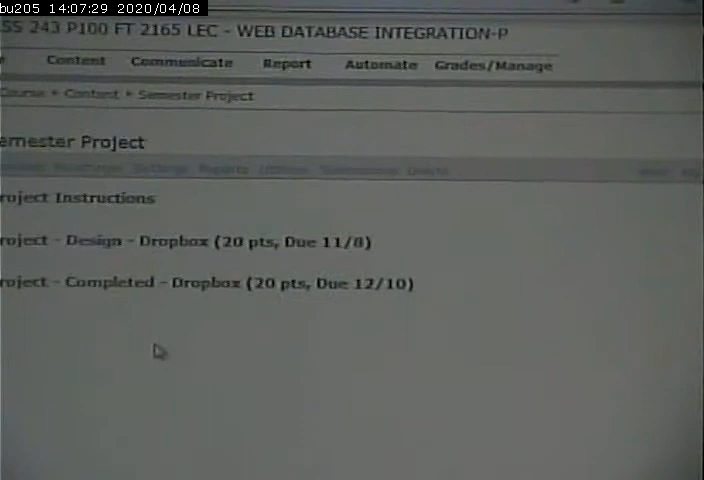 bu205 14:07:29 2020/04/08
SS 243 P100 FT 2165 LEC - WEB DATABASE INTEGRATION-P
Content Communicate Report Automate Grades/Manage
Course Content Semester Project
emester Project
Settings Reports
roject Instructions
roject - Design - Dropbox (20 pts, Due 11/8)
roject - Completed - Dropbox (20 pts, Due 12/10)